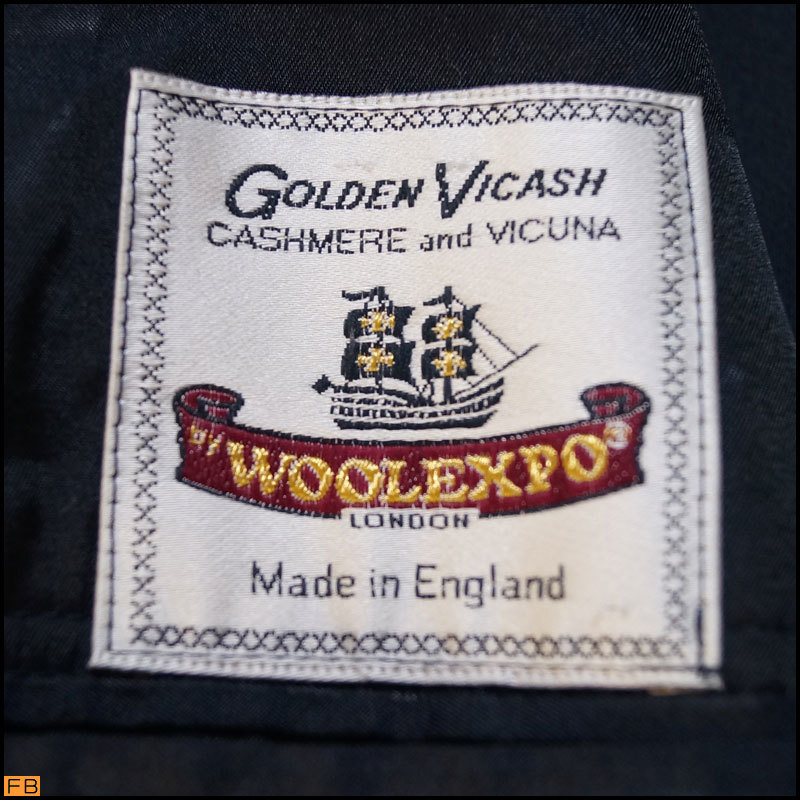 GOLDEN VICASH
CASHMERE and VICUNA
by WOOLEXPO®
LONDON
Made in England
FB